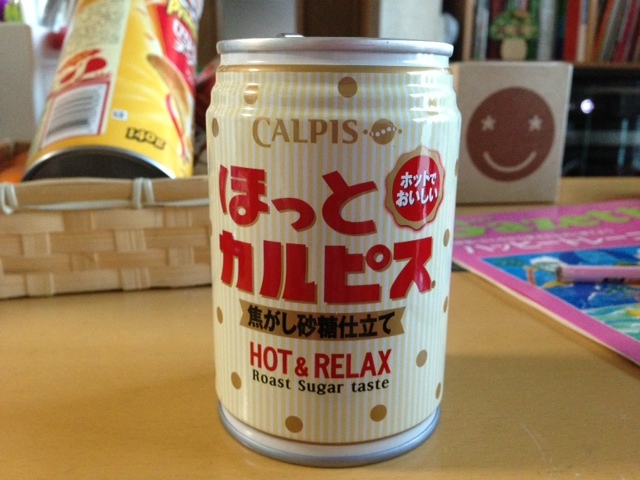 CALPIS
ほっと
ホットで
おいしい
カルピス
焦がし砂糖仕立て
HOT & RELAX
Roast Sugar taste
140g